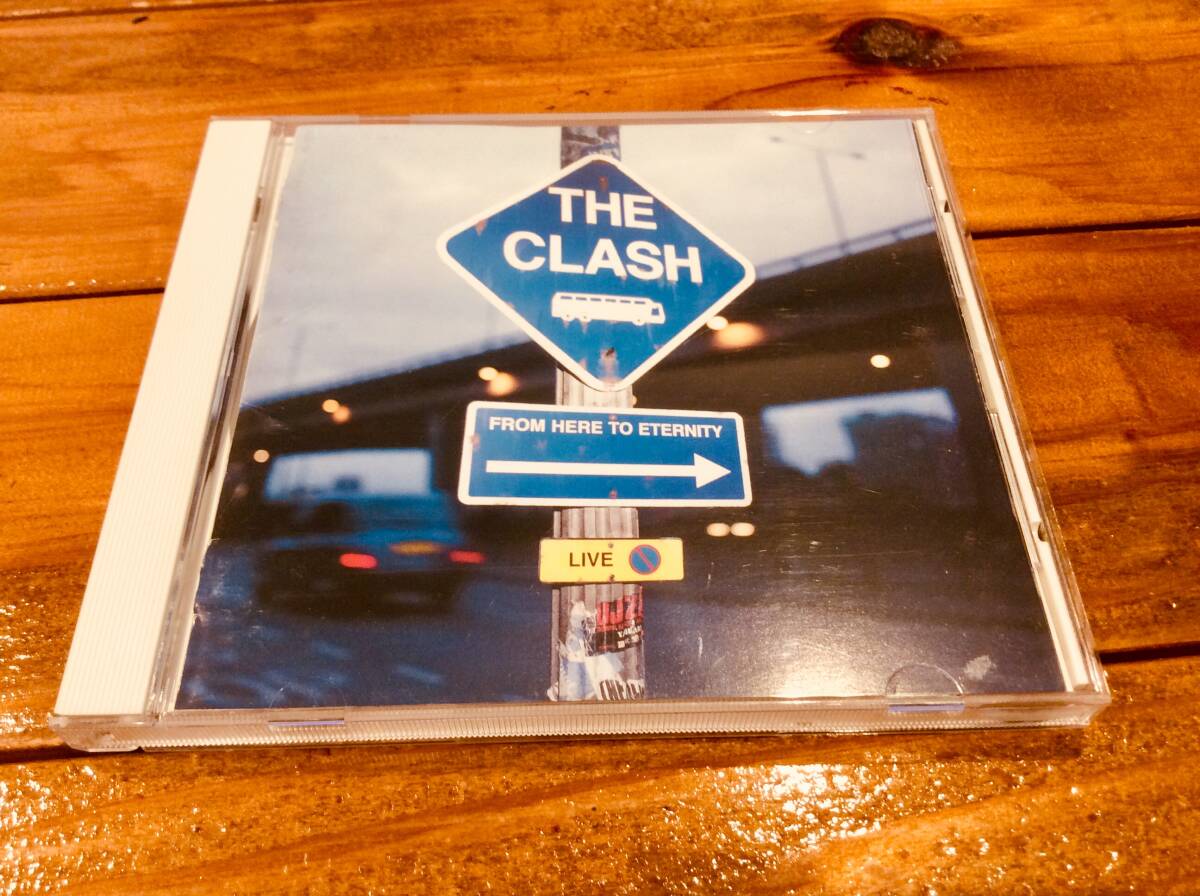 THE
CLASH
FROM HERE TO ETERNITY
LIVE